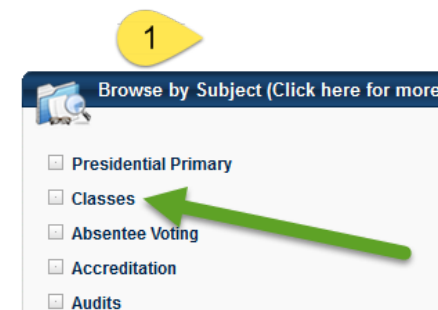 1
Browse by Subject (Click here for more
Presidential Primary
Classes
Absentee Voting
Accreditation
Audits